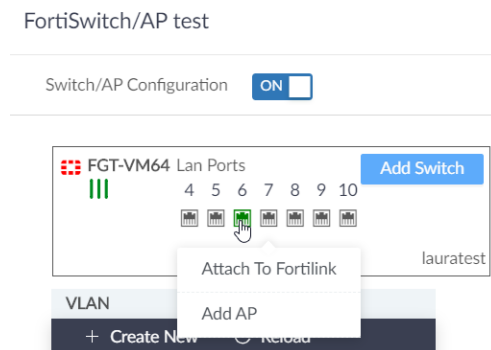 FortiSwitch/AP test
Switch/AP Configuration ON
FGT-VM64 Lan Ports Add Switch
4 5 6 7 8 9 10
lauratest
Attach To Fortilink
Add AP
VLAN
+ Create New Reload